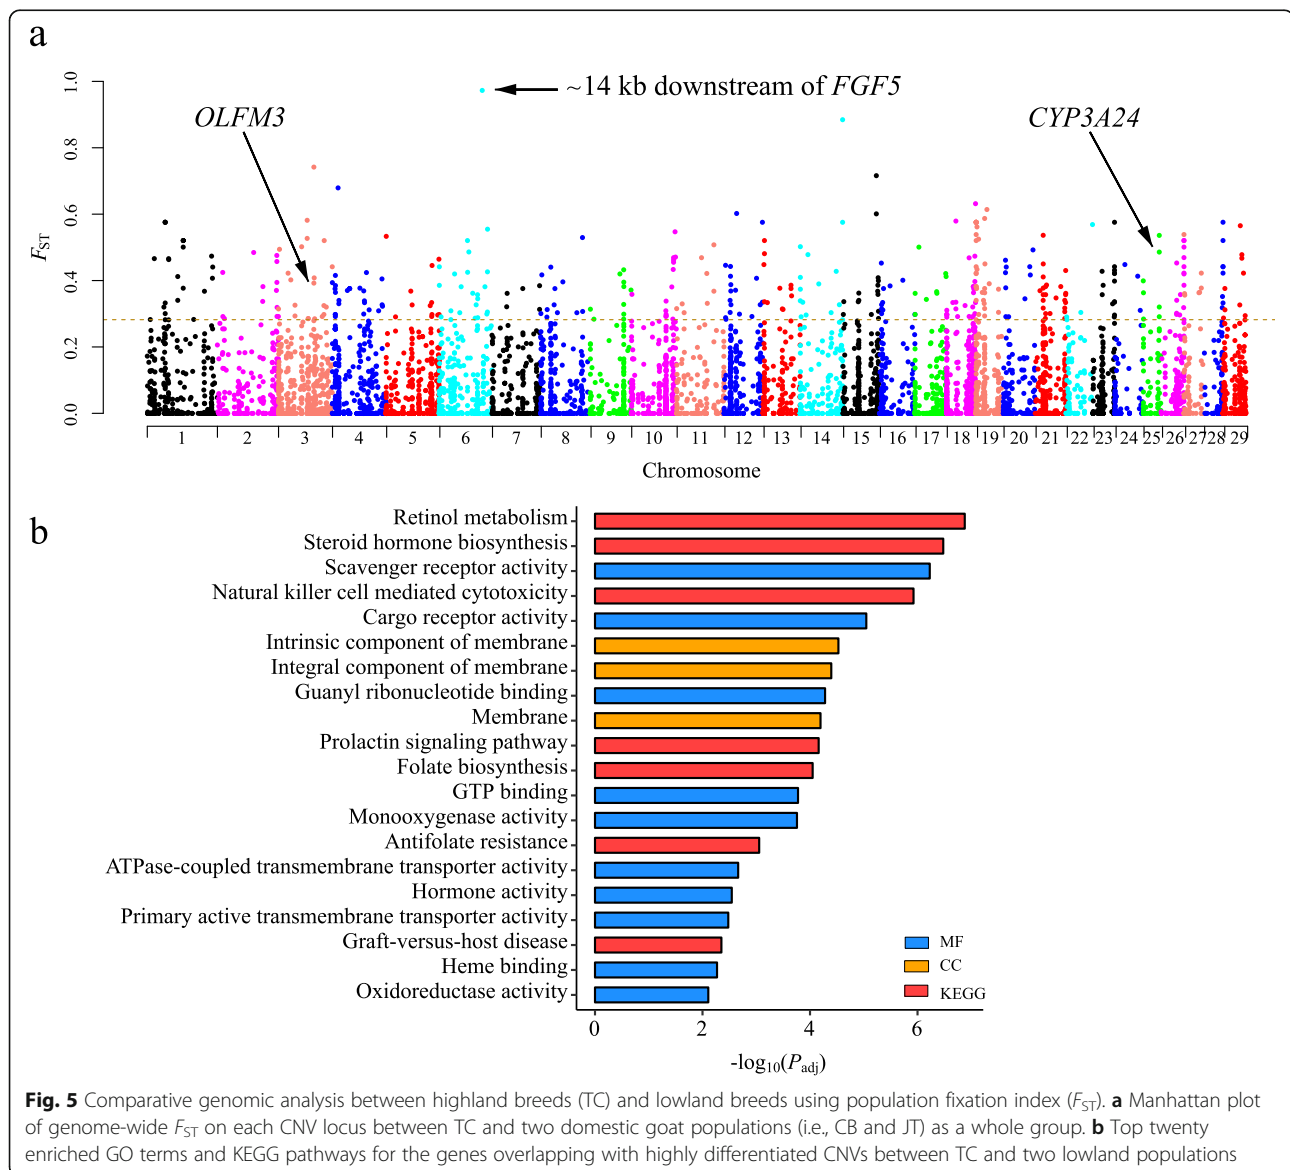 a
~14 kb downstream of FGF5
OLFM3
CYP3A24
1.0
0.8
0.6
0.4
0.2
0.0
FST
1 2 3 4 5 6 7 8 9 10 11 12 13 14 15 16 17 18 19 20 21 22 23 24 25 26 27 28 29
Chromosome
b
Retinol metabolism
Steroid hormone biosynthesis
Scavenger receptor activity
Natural killer cell mediated cytotoxicity
Cargo receptor activity
Intrinsic component of membrane
Integral component of membrane
Guanyl ribonucleotide binding
Membrane
Prolactin signaling pathway
Folate biosynthesis
GTP binding
Monooxygenase activity
Antifolate resistance
ATPase-coupled transmembrane transporter activity
Hormone activity
Primary active transmembrane transporter activity
Graft-versus-host disease
Heme binding
Oxidoreductase activity
MF
CC
KEGG
0 2 4 6
-log10(Padj)
Fig. 5 Comparative genomic analysis between highland breeds (TC) and lowland breeds using population fixation index (FST). a Manhattan plot
of genome-wide FST on each CNV locus between TC and two domestic goat populations (i.e., CB and JT) as a whole group. b Top twenty
enriched GO terms and KEGG pathways for the genes overlapping with highly differentiated CNVs between TC and two lowland populations